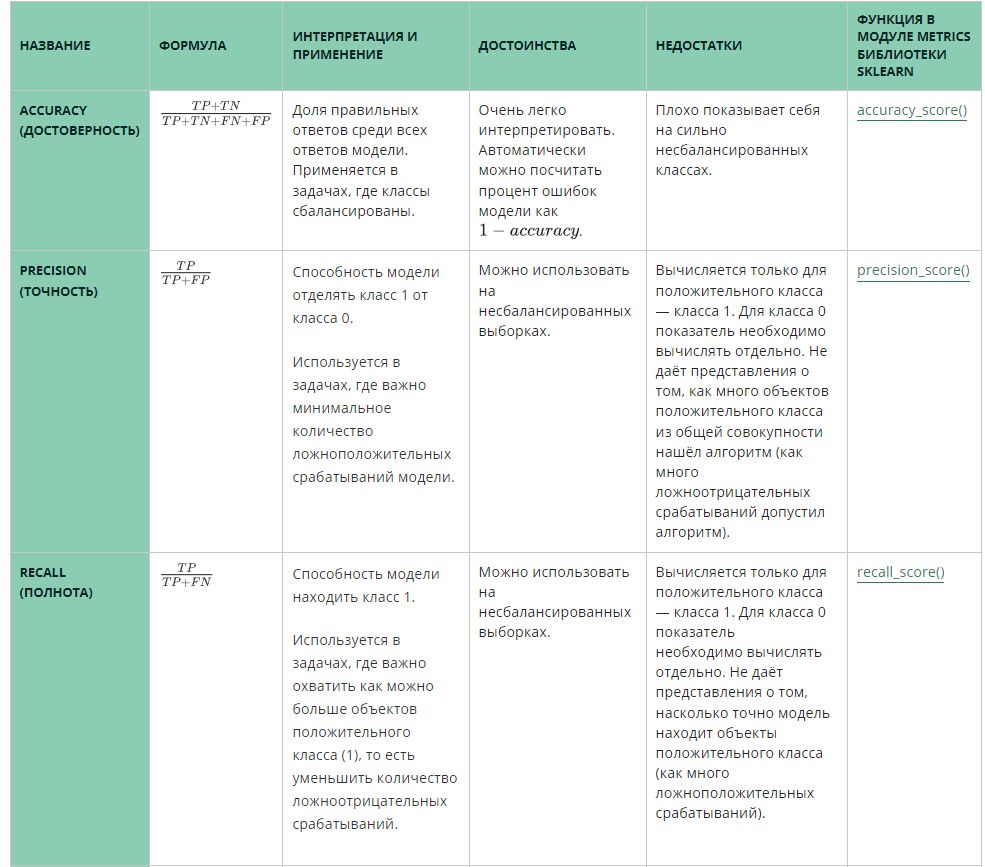 НАЗВАНИЕ
ФОРМУЛА
ИНТЕРПРЕТАЦИЯ И
ПРИМЕНЕНИЕ
ДОСТОИНСТВА
НЕДОСТАТКИ
ФУНКЦИЯ В
МОДУЛЕ METRICS
БИБЛИОТЕКИ
SKLEARN
ACCURACY
(ДОСТОВЕРНОСТЬ)
TP+TN
TP+TN+FN+FP
Доля правильных
ответов среди всех
ответов модели.
Применяется в
задачах, где классы
сбалансированы.
Очень легко
интерпретировать.
Автоматически
можно посчитать
процент ошибок
модели как
1 − accuracy.
Плохо показывает себя
на сильно
несбалансированных
классах.
accuracy_score()
PRECISION
(ТОЧНОСТЬ)
TP
TP+FP
Способность модели
отделять класс 1 от
класса 0.
Используется в
задачах, где важно
минимальное
количество
ложноположительных
срабатываний модели.
Можно использовать
на
несбалансированных
выборках.
Вычисляется только для
положительного класса
— класса 1. Для класса 0
показатель необходимо
вычислять отдельно. Не
даёт представления о
том, как много объектов
положительного класса
из общей совокупности
нашёл алгоритм (как
много
ложноотрицательных
срабатываний допустил
алгоритм).
precision_score()
RECALL
(ПОЛНОТА)
TP
TP+FN
Способность модели
находить класс 1.
Используется в
задачах, где важно
охватить как можно
больше объектов
положительного
класса (1), то есть
уменьшить количество
ложноотрицательных
срабатываний.
Можно использовать
на
несбалансированных
выборках.
Вычисляется только для
положительного класса
— класса 1. Для класса 0
показатель
необходимо вычислять
отдельно. Не даёт
представления о том,
насколько точно модель
находит объекты
положительного класса
(как много
ложноположительных
срабатываний).
recall_score()